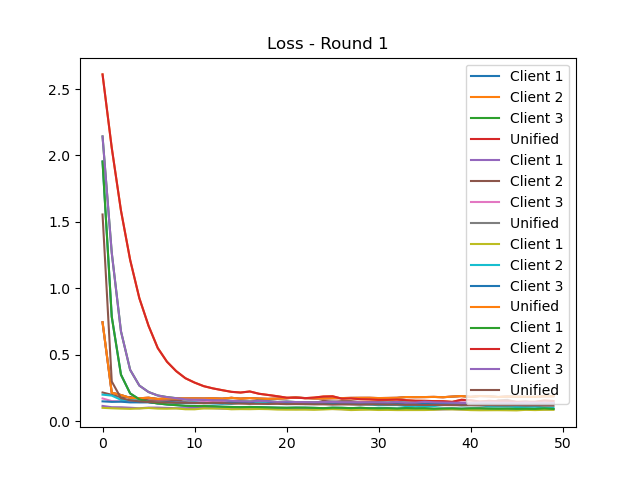 Loss - Round 1
2.5
2.0
1.5
1.0
0.5
0.0
0
10
20
30
40
50
Client 1
Client 2
Client 3
Unified
Client 1
Client 2
Client 3
Unified
Client 1
Client 2
Client 3
Unified
Client 1
Client 2
Client 3
Unified